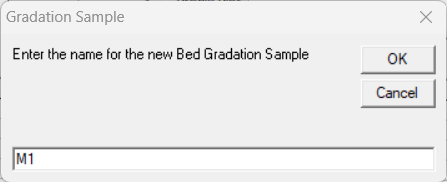 Gradation Sample
Enter the name for the new Bed Gradation Sample
OK
Cancel
M1